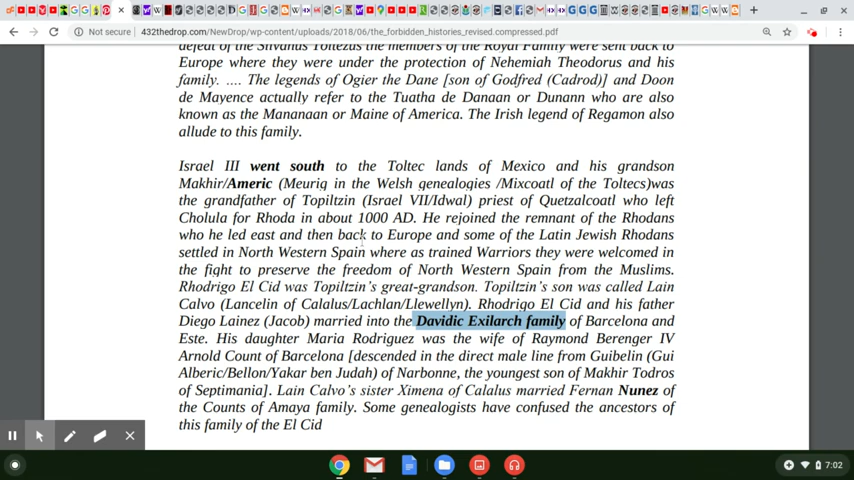 Not secure | 432thedrop.com/NewDrop/wp-content/uploads/2018/06/the_forbidden_histories_revised.compressed.pdf
defeat of the Silvanus Toltezus the members of the Royal Family were sent back to
Europe where they were under the protection of Nehemiah Theodorus and his
family. .... The legends of Ogier the Dane [son of Godfred (Cadrod)] and Doon
de Mayence actually refer to the Tuatha de Danaan or Dunann who are also
known as the Mananaan or Maine of America. The Irish legend of Regamon also
allude to this family.
Israel III went south to the Toltec lands of Mexico and his grandson
Makhir/Americ (Meurig in the Welsh genealogies /Mixcoatl of the Toltecs)was
the grandfather of Topiltzin (Israel VII/Idwal) priest of Quetzalcoatl who left
Cholula for Rhoda in about 1000 AD. He rejoined the remnant of the Rhodans
who he led east and then back to Europe and some of the Latin Jewish Rhodans
settled in North Western Spain where as trained Warriors they were welcomed in
the fight to preserve the freedom of North Western Spain from the Muslims.
Rhodrigo El Cid was Topiltzin's great-grandson. Topiltzin's son was called Lain
Calvo (Lancelin of Calalus/Lachlan/Llewellyn). Rhodrigo El Cid and his father
Diego Lainez (Jacob) married into the Davidic Exilarch family of Barcelona and
Este. His daughter Maria Rodriguez was the wife of Raymond Berenger IV
Arnold Count of Barcelona [descended in the direct male line from Guibelin (Gui
Alberic/Bellon/Yakar ben Judah) of Narbonne, the youngest son of Makhir Todros
of Septimania]. Lain Calvo's sister Ximena of Calalus married Fernan Nunez of
the Counts of Amaya family. Some genealogists have confused the ancestors of
this family of the El Cid
7:02